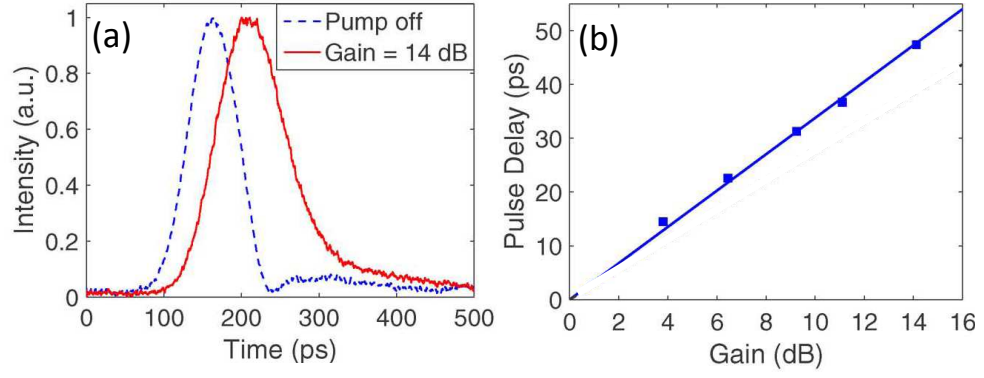 (a)
Pump off
Gain = 14 dB
Intensity (a.u.)
1
0.8
0.6
0.4
0.2
0
0 100 200 300 400 500
Time (ps)
(b)
Pulse Delay (ps)
50
40
30
20
10
0
0 2 4 6 8 10 12 14 16
Gain (dB)